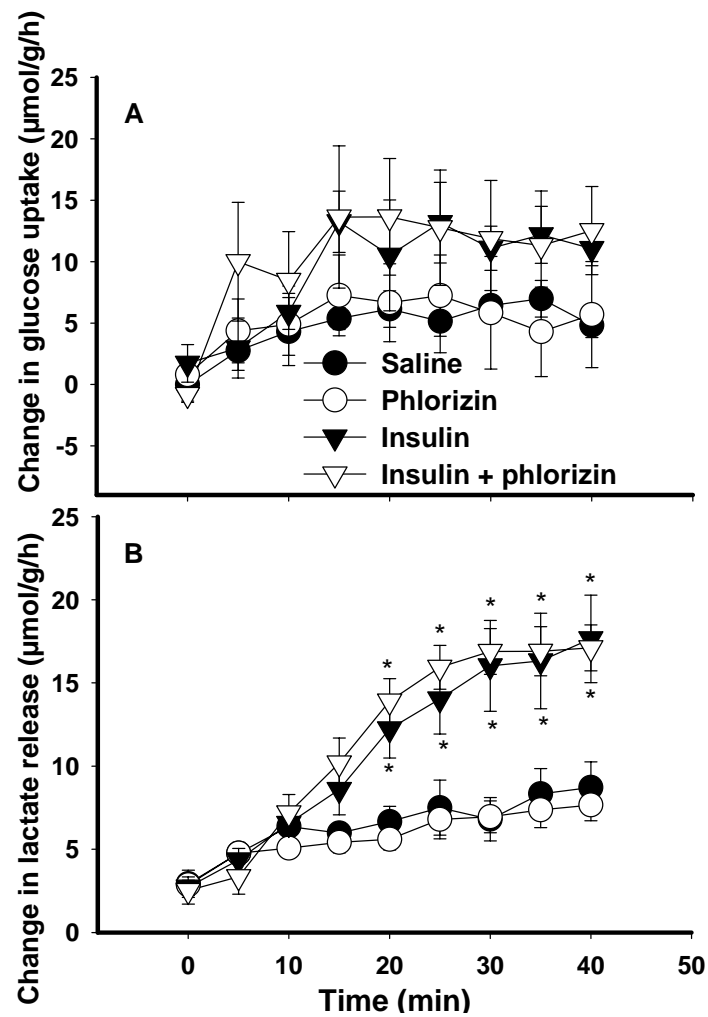 Change in glucose uptake (µmol/g/h)
25
A
20
15
10
5
0
-5
Saline
Phlorizin
Insulin
Insulin + phlorizin
Change in lactate release (µmol/g/h)
25
B
20
15
10
5
0
* * * * *
* * * * *
0 10 20 30 40 50
Time (min)